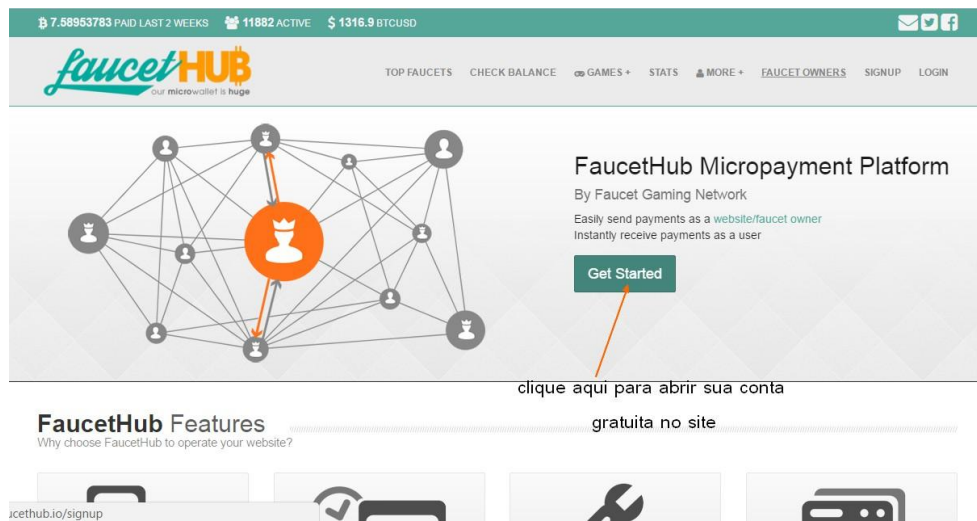 7.58953783 PAID LAST 2 WEEKS 11882 ACTIVE $ 1316.9 BTCUSD
faucetHUB
our microwallet is huge
TOP FAUCETS CHECK BALANCE GAMES + STATS MORE + FAUCET OWNERS SIGNUP LOGIN
FaucetHub Micropayment Platform
By Faucet Gaming Network
Easily send payments as a website/faucet owner
Instantly receive payments as a user
Get Started
clique aqui para abrir sua conta
gratuita no site
FaucetHub Features
Why choose FaucetHub to operate your website?
ucethub.io/signup